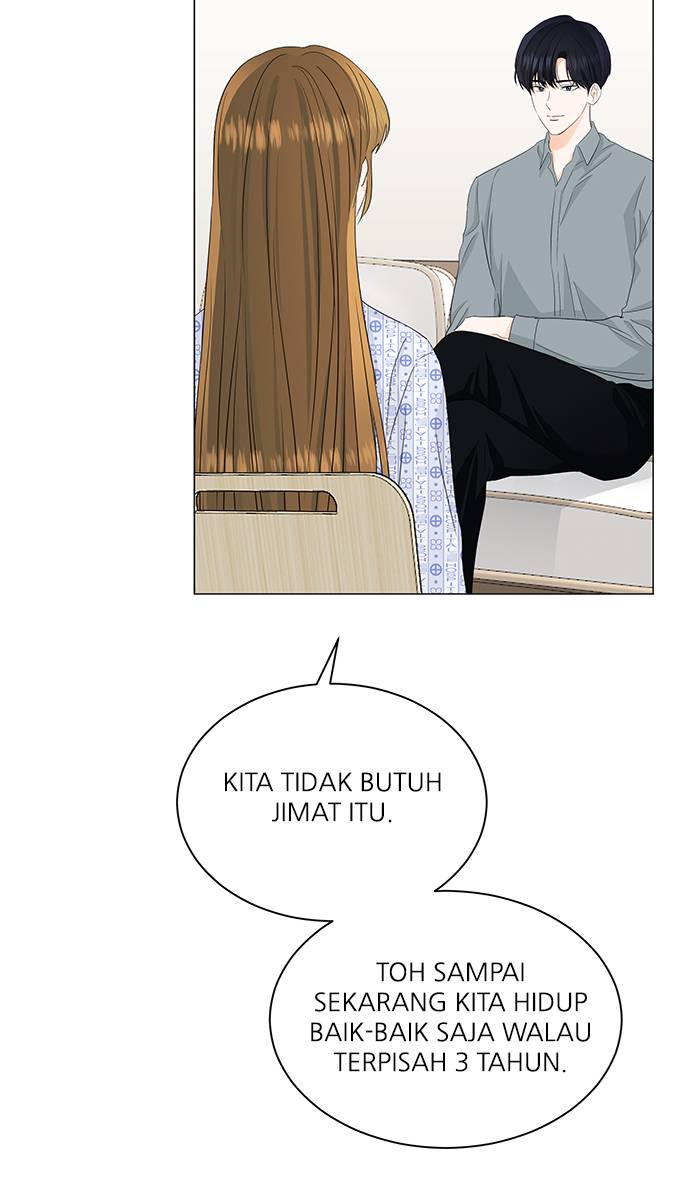 KITA TIDAK BUTUH
JIMAT ITU.
TOH SAMPAI
SEKARANG KITA HIDUP
BAIK-BAIK SAJA WALAU
TERPISAH 3 TAHUN.